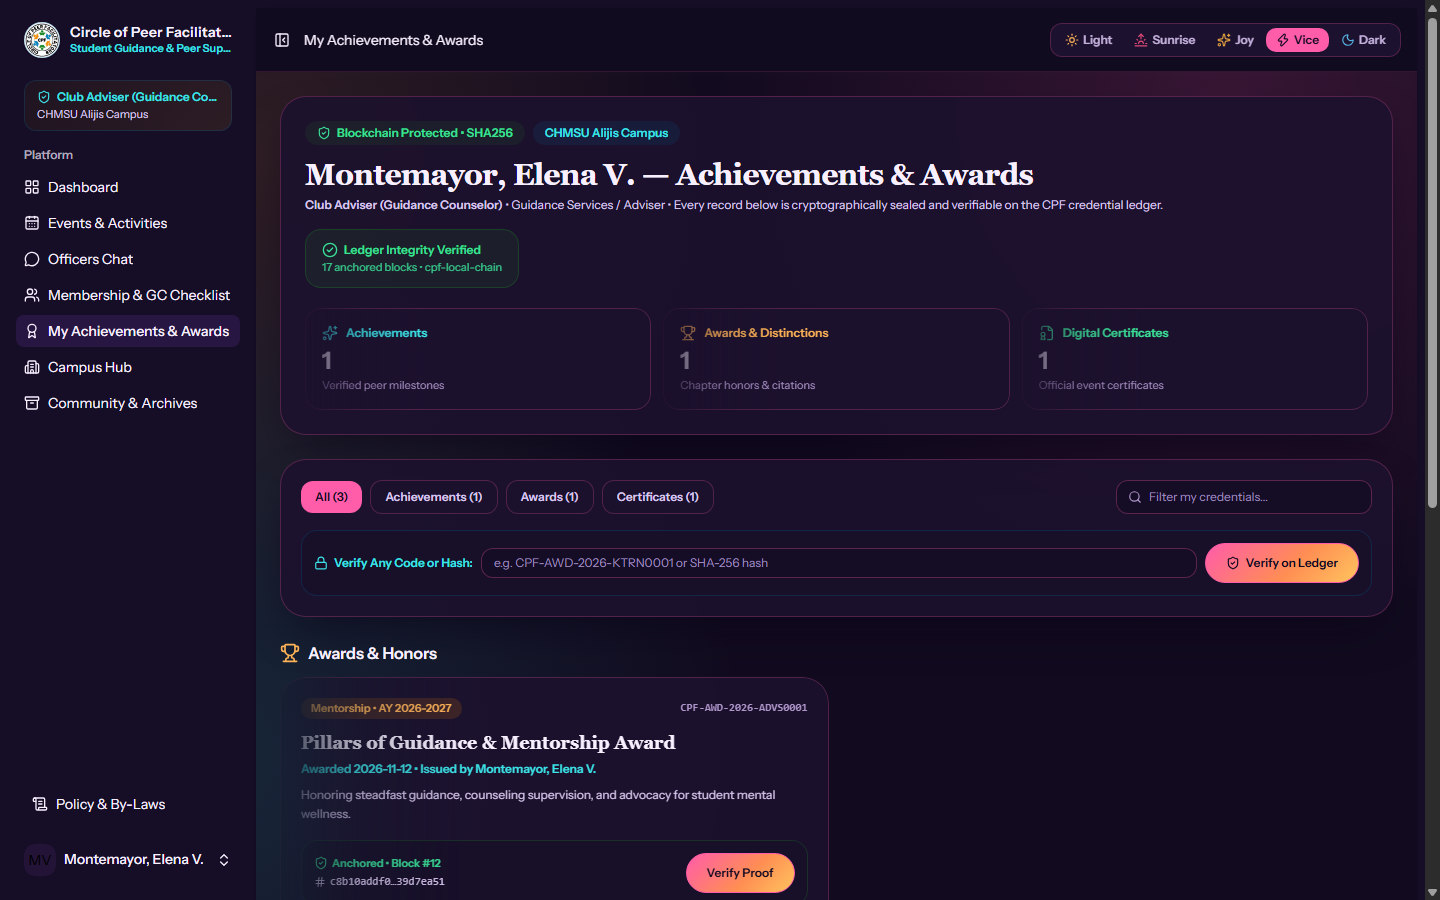 Circle of Peer Facilitat...
Student Guidance & Peer Sup...
Club Adviser (Guidance Co...
CHMSU Alijis Campus
Platform
Dashboard
Events & Activities
Officers Chat
Membership & GC Checklist
My Achievements & Awards
Campus Hub
Community & Archives
Policy & By-Laws
MV
Montemayor, Elena V.
My Achievements & Awards
Light
Sunrise
Joy
Vice
Dark
Blockchain Protected • SHA256
CHMSU Alijis Campus
Montemayor, Elena V. — Achievements & Awards
Club Adviser (Guidance Counselor) • Guidance Services / Adviser • Every record below is cryptographically sealed and verifiable on the CPF credential ledger.
Ledger Integrity Verified
17 anchored blocks • cpf-local-chain
Achievements
1
Verified peer milestones
Awards & Distinctions
1
Chapter honors & citations
Digital Certificates
1
Official event certificates
All (3)
Achievements (1)
Awards (1)
Certificates (1)
Filter my credentials...
Verify Any Code or Hash:
e.g. CPF-AWD-2026-KTRN0001 or SHA-256 hash
Verify on Ledger
Awards & Honors
Mentorship • AY 2026-2027
CPF-AWD-2026-ADVS0001
Pillars of Guidance & Mentorship Award
Awarded 2026-11-12 • Issued by Montemayor, Elena V.
Honoring steadfast guidance, counseling supervision, and advocacy for student mental
wellness.
Anchored • Block #12
# c8b10addf0…39d7ea51
Verify Proof